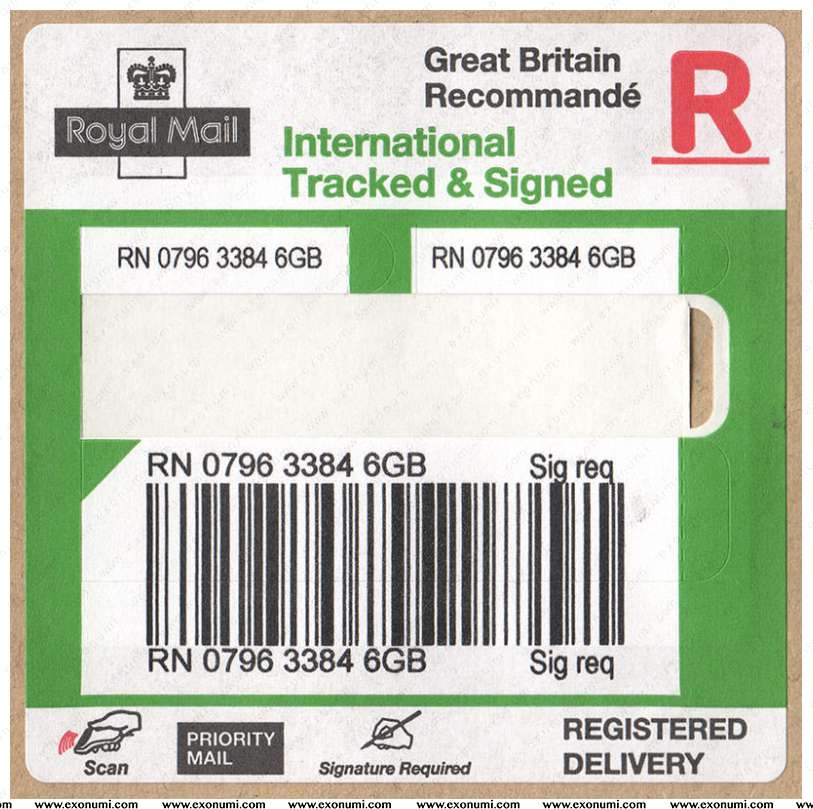 Royal Mail
Great Britain
Recommandé
R
International
Tracked & Signed
RN 0796 3384 6GB
RN 0796 3384 6GB
RN 0796 3384 6GB
Sig req
RN 0796 3384 6GB
Sig req
Scan
PRIORITY
MAIL
Signature Required
REGISTERED
DELIVERY
om www.exonumi.com www.exonumi.com www.exonumi.com www.exonumi.com www.exonumi.com www.exonumi.com ww